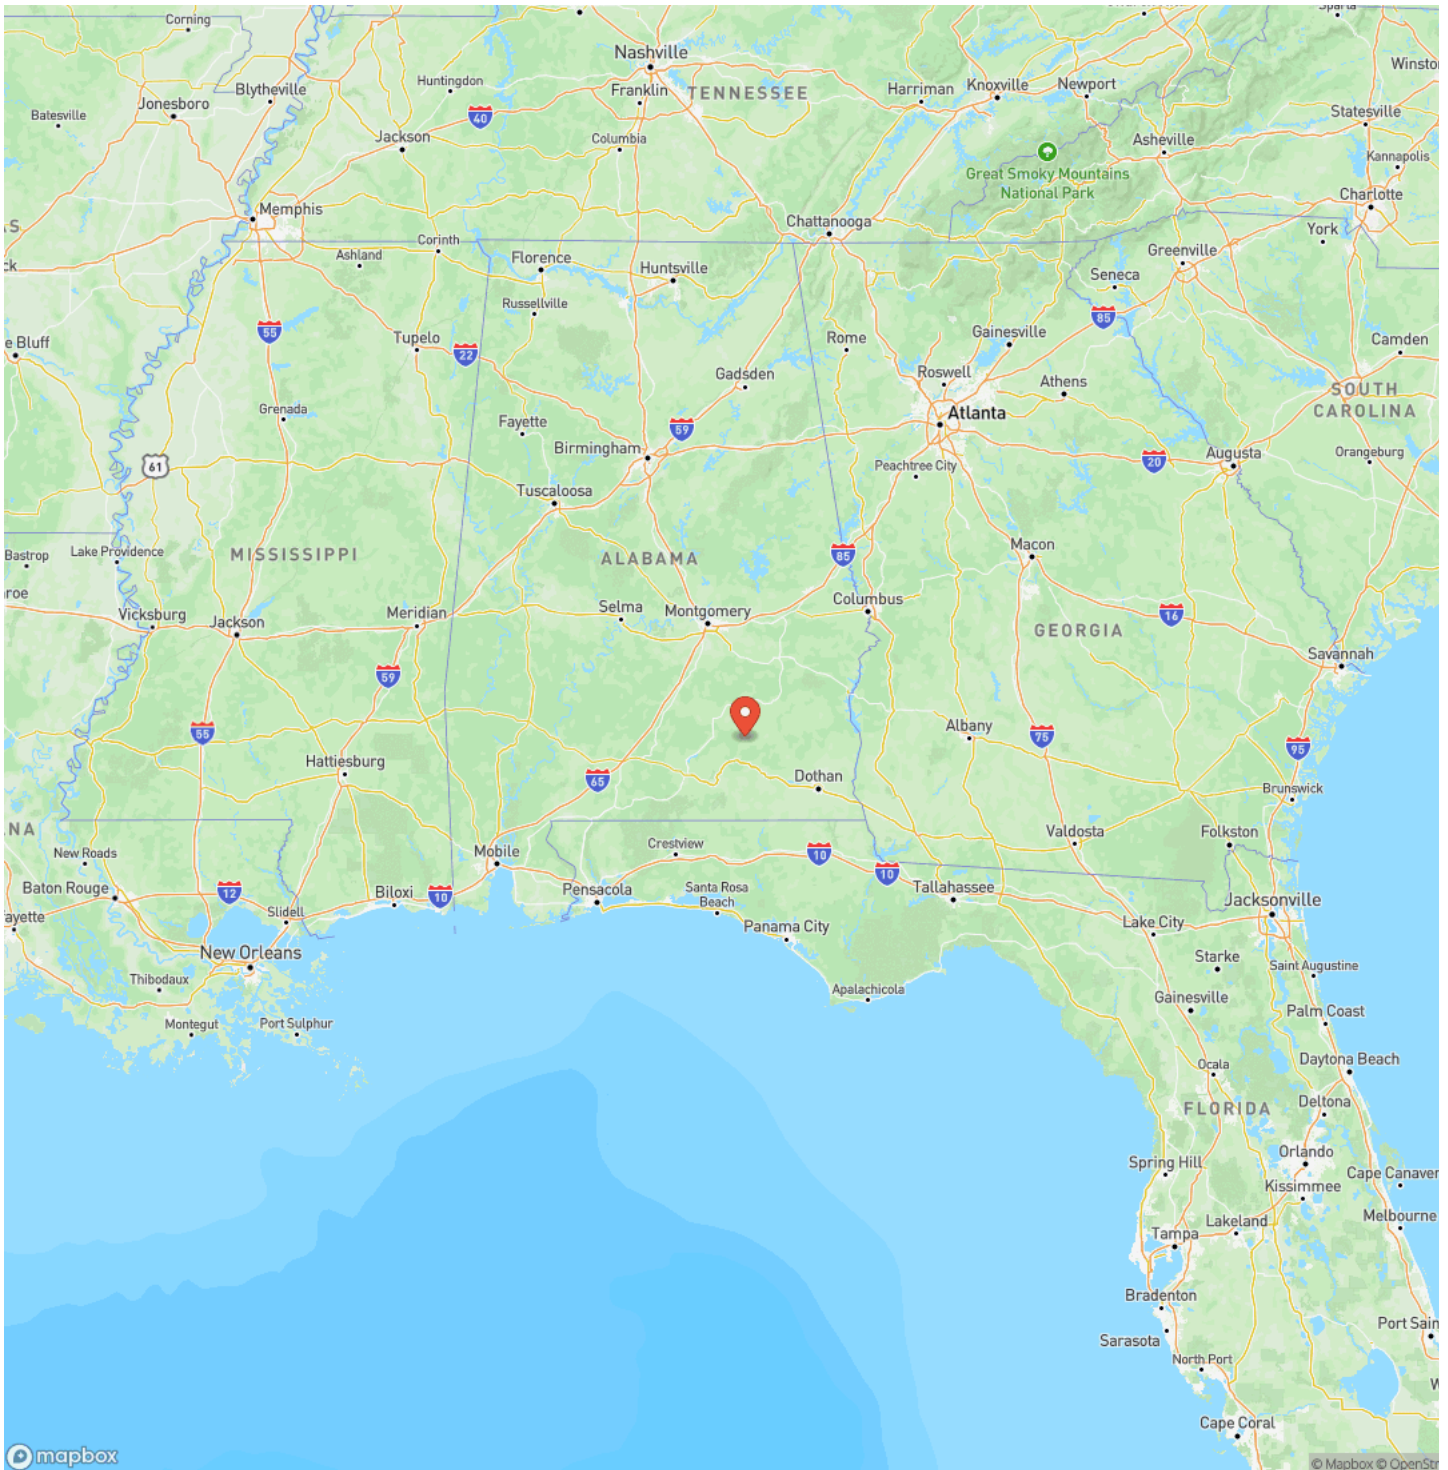 Corning
Sparta
Nashville
Huntingdon
Blytheville
Franklin
TENNESSEE
Harriman
Knoxville
Newport
Winsto
Jonesboro
Batesville
40
Statesville
Jackson
Columbia
Asheville
Kannapolis
Great Smoky Mountains
National Park
Charlotte
Memphis
Chattanooga
AS
York
Corinth
Ashland
Florence
Huntsville
Greenville
ck
Seneca
Russellville
85
55
Tupelo
22
Rome
Gainesville
e Bluff
Camden
Gadsden
Roswell
Athens
SOUTH
CAROLINA
Grenada
Atlanta
Fayette
59
Birmingham
61
Peachtree City
20
Augusta
Orangeburg
Tuscaloosa
Bastrop
Lake Providence
MISSISSIPPI
ALABAMA
85
Macon
roe
Vicksburg
Jackson
Meridian
Selma
Montgomery
Columbus
16
GEORGIA
Savannah
59
55
Albany
75
95
Hattiesburg
65
Dothan
Brunswick
NA
New Roads
Mobile
Crestview
10
Valdosta
Folkston
Baton Rouge
12
Biloxi
10
Pensacola
Santa Rosa
Beach
10
Tallahassee
Jacksonville
ayette
Slidell
Panama City
Lake City
New Orleans
Starke
Saint Augustine
Thibodaux
Apalachicola
Gainesville
Palm Coast
Montegut
Port Sulphur
Ocala
Daytona Beach
FLORIDA
Deltona
Spring Hill
Orlando
Cape Canaver
Kissimmee
Lakeland
Melbourne
Tampa
Bradenton
Sarasota
Port Sain
North Port
W
Cape Coral
mapbox
© Mapbox © OpenStr